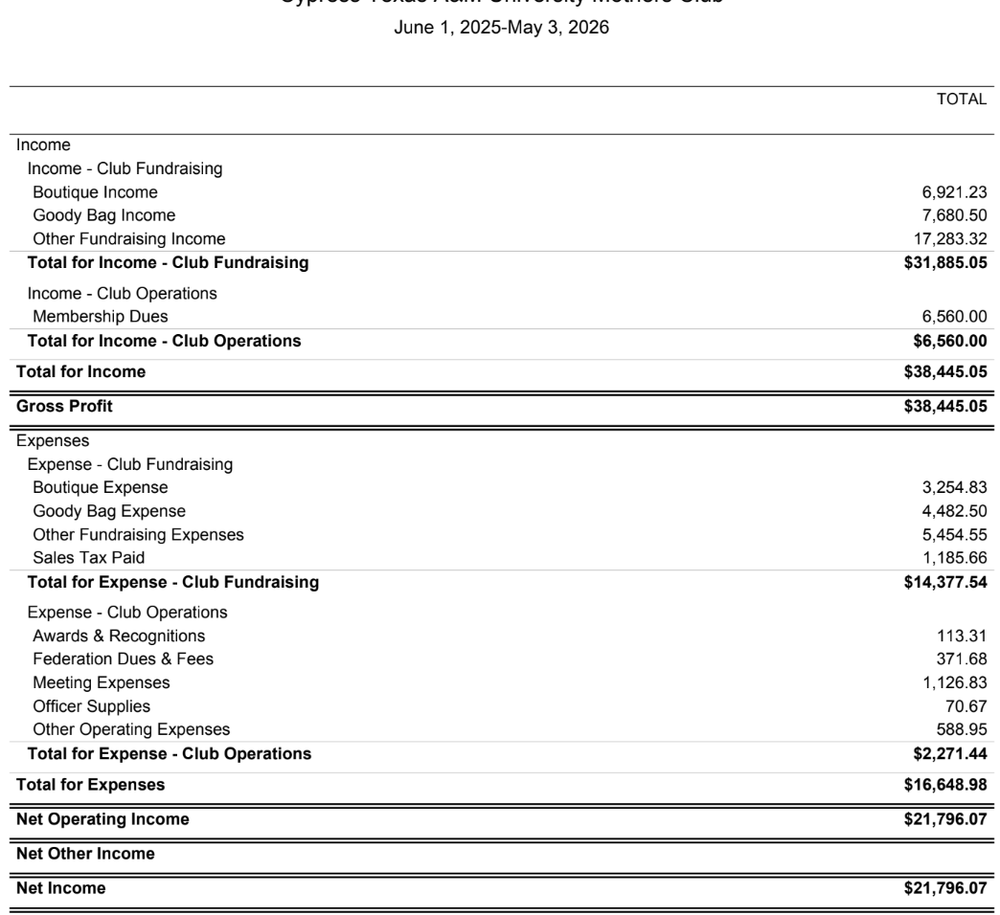 June 1, 2025-May 3, 2026
TOTAL
Income
Income - Club Fundraising
Boutique Income 6,921.23
Goody Bag Income 7,680.50
Other Fundraising Income 17,283.32
Total for Income - Club Fundraising $31,885.05
Income - Club Operations
Membership Dues 6,560.00
Total for Income - Club Operations $6,560.00
Total for Income $38,445.05
Gross Profit $38,445.05
Expenses
Expense - Club Fundraising
Boutique Expense 3,254.83
Goody Bag Expense 4,482.50
Other Fundraising Expenses 5,454.55
Sales Tax Paid 1,185.66
Total for Expense - Club Fundraising $14,377.54
Expense - Club Operations
Awards & Recognitions 113.31
Federation Dues & Fees 371.68
Meeting Expenses 1,126.83
Officer Supplies 70.67
Other Operating Expenses 588.95
Total for Expense - Club Operations $2,271.44
Total for Expenses $16,648.98
Net Operating Income $21,796.07
Net Other Income
Net Income $21,796.07